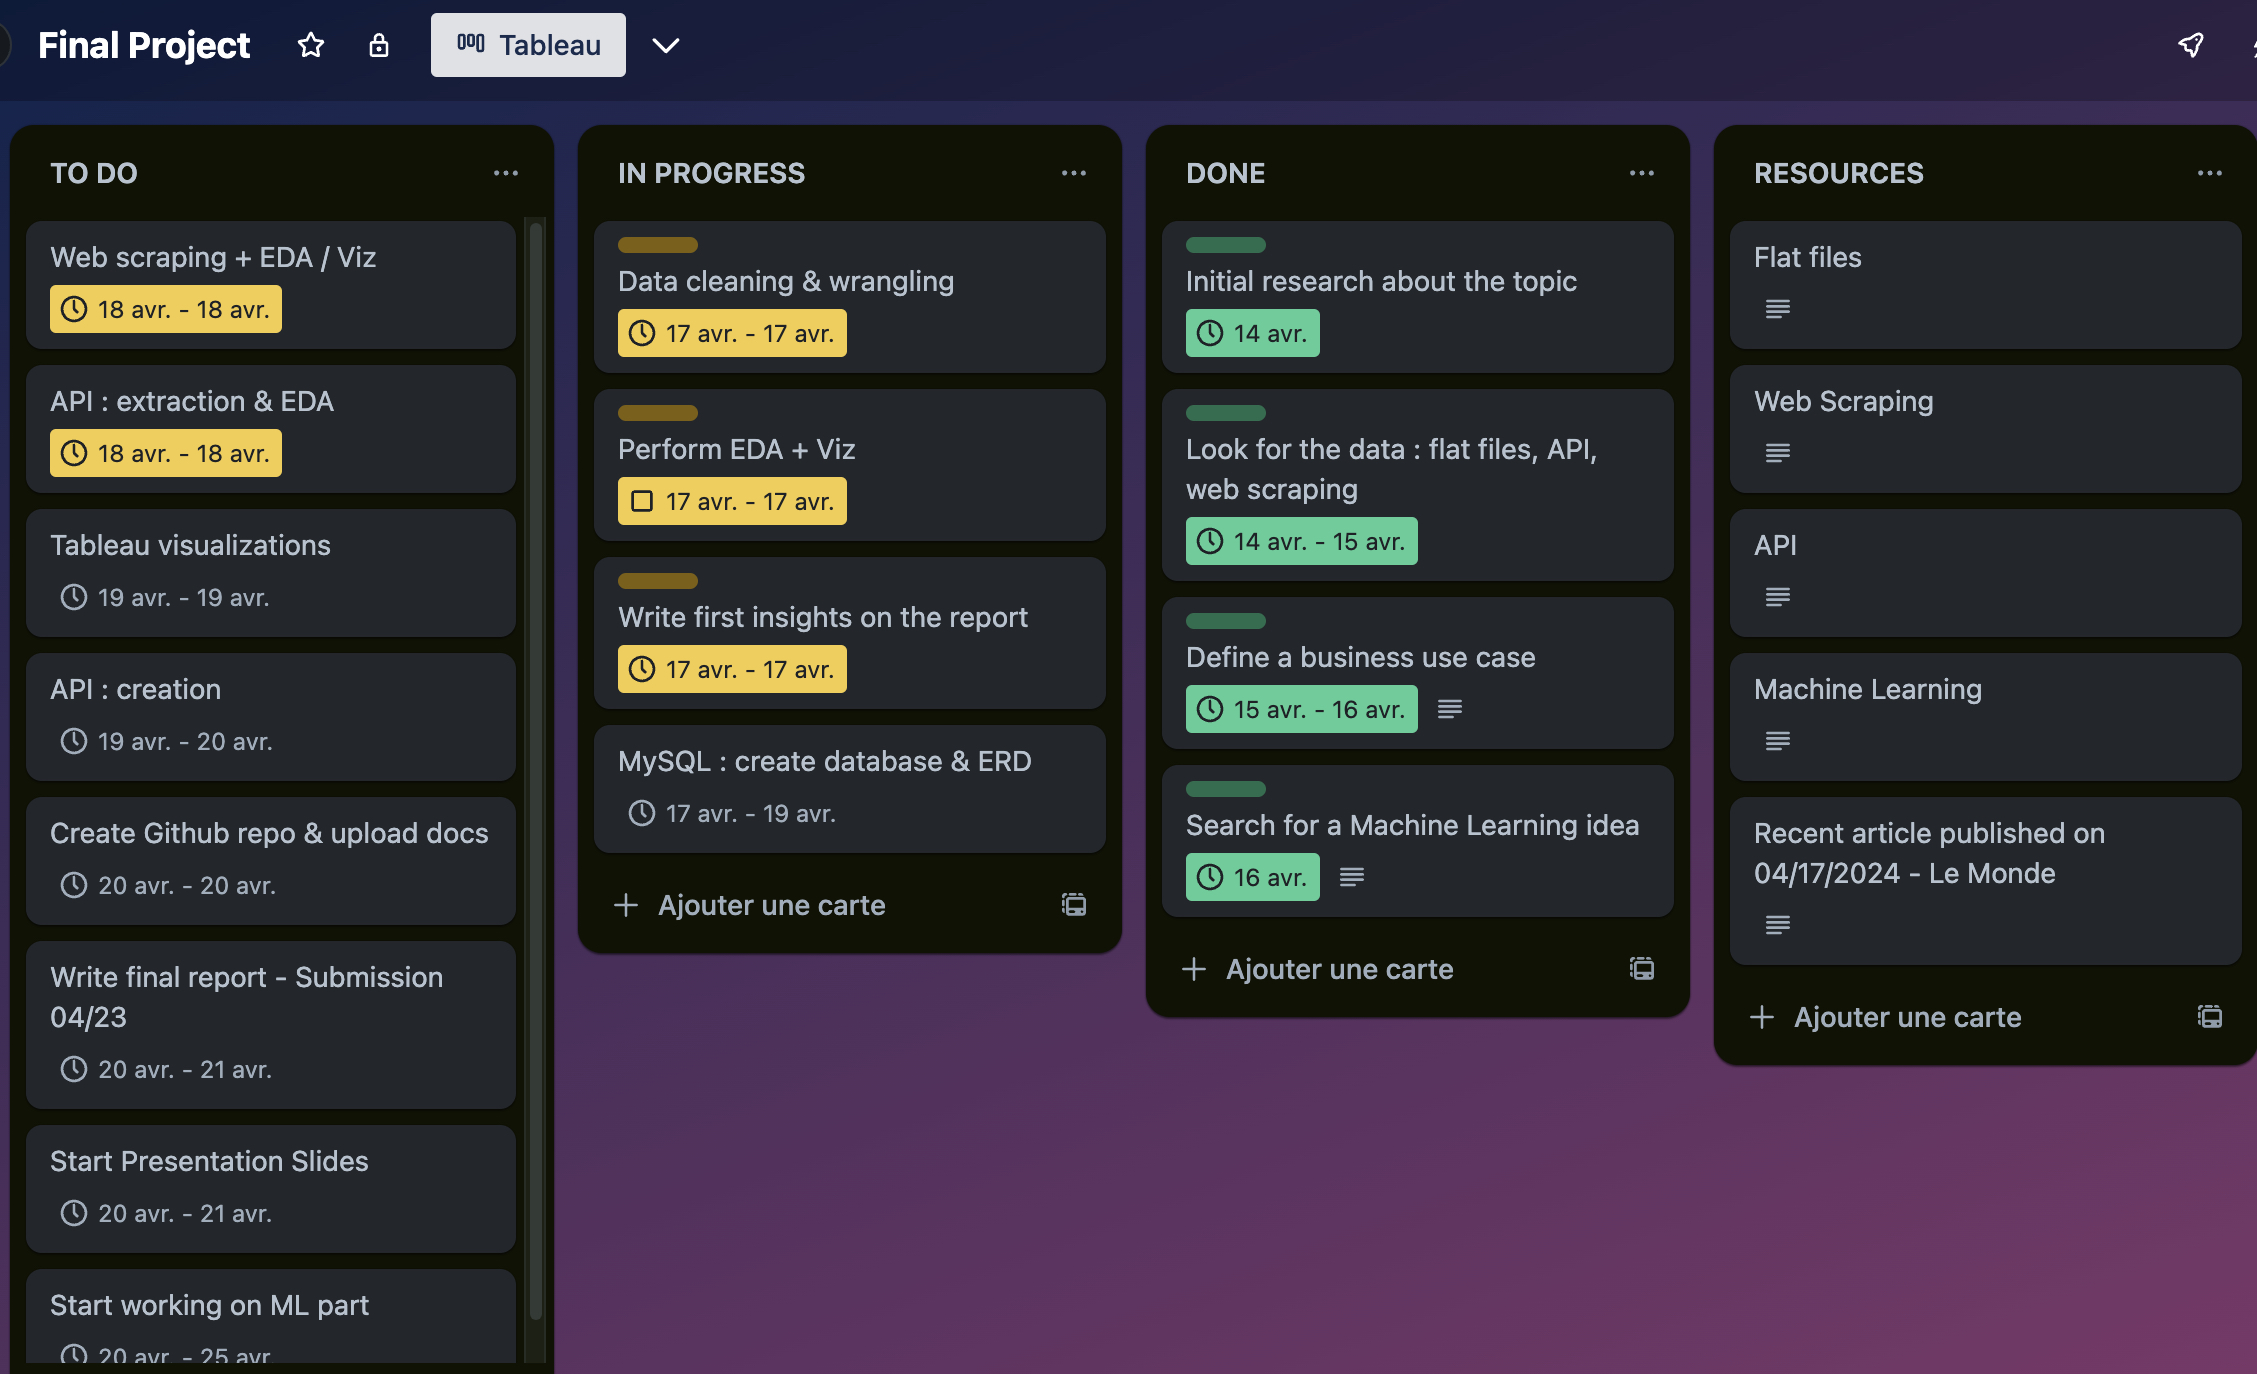 Final Project
Tableau
TO DO
Web scraping + EDA / Viz
18 avr. - 18 avr.
API : extraction & EDA
18 avr. - 18 avr.
Tableau visualizations
19 avr. - 19 avr.
API : creation
19 avr. - 20 avr.
Create Github repo & upload docs
20 avr. - 20 avr.
Write final report - Submission
04/23
20 avr. - 21 avr.
Start Presentation Slides
20 avr. - 21 avr.
Start working on ML part
20 avr. - 25 avr.
IN PROGRESS
Data cleaning & wrangling
17 avr. - 17 avr.
Perform EDA + Viz
17 avr. - 17 avr.
Write first insights on the report
17 avr. - 17 avr.
MySQL : create database & ERD
17 avr. - 19 avr.
Ajouter une carte
DONE
Initial research about the topic
14 avr.
Look for the data : flat files, API,
web scraping
14 avr. - 15 avr.
Define a business use case
15 avr. - 16 avr.
Search for a Machine Learning idea
16 avr.
Ajouter une carte
RESOURCES
Flat files
Web Scraping
API
Machine Learning
Recent article published on
04/17/2024 - Le Monde
Ajouter une carte